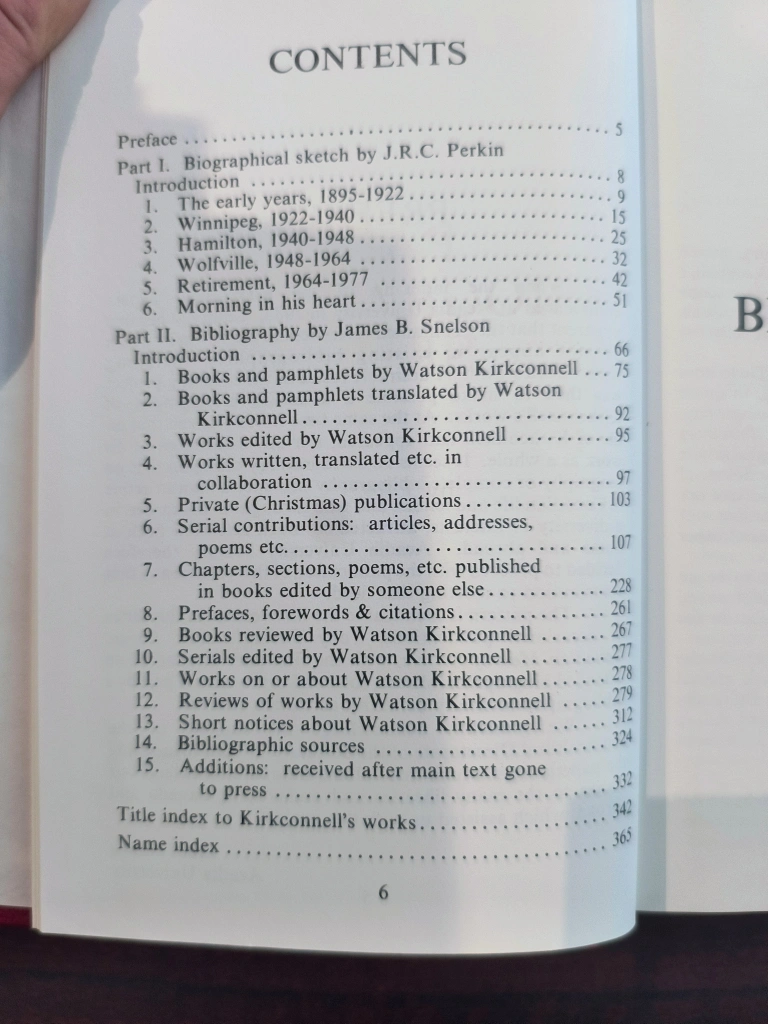 CONTENTS
Preface ..... 5
Part I. Biographical sketch by J.R.C. Perkin
Introduction ..... 8
1. The early years, 1895-1922 ..... 9
2. Winnipeg, 1922-1940 ..... 15
3. Hamilton, 1940-1948 ..... 25
4. Wolfville, 1948-1964 ..... 32
5. Retirement, 1964-1977 ..... 42
6. Morning in his heart ..... 51
Part II. Bibliography by James B. Snelson
Introduction ..... 66
1. Books and pamphlets by Watson Kirkconnell ... 75
2. Books and pamphlets translated by Watson
Kirkconnell ..... 92
3. Works edited by Watson Kirkconnell ..... 95
4. Works written, translated etc. in
collaboration ..... 97
5. Private (Christmas) publications ..... 103
6. Serial contributions: articles, addresses,
poems etc. ..... 107
7. Chapters, sections, poems, etc. published
in books edited by someone else ..... 228
8. Prefaces, forewords & citations ..... 261
9. Books reviewed by Watson Kirkconnell ..... 267
10. Serials edited by Watson Kirkconnell ..... 277
11. Works on or about Watson Kirkconnell ..... 278
12. Reviews of works by Watson Kirkconnell ..... 279
13. Short notices about Watson Kirkconnell ..... 312
14. Bibliographic sources ..... 324
15. Additions: received after main text gone
to press ..... 332
Title index to Kirkconnell's works ..... 342
Name index ..... 365
6